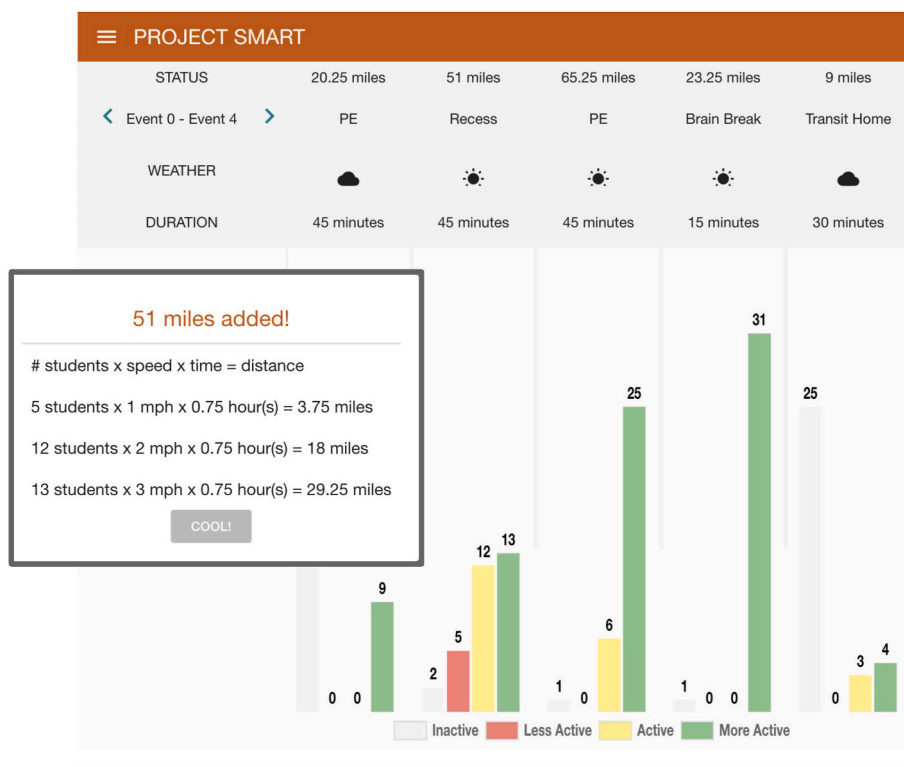 PROJECT SMART
STATUS 20.25 miles 51 miles 65.25 miles 23.25 miles 9 miles
Event 0 - Event 4 PE Recess PE Brain Break Transit Home
WEATHER
DURATION 45 minutes 45 minutes 45 minutes 15 minutes 30 minutes
51 miles added!
# students x speed x time = distance
5 students x 1 mph x 0.75 hour(s) = 3.75 miles
12 students x 2 mph x 0.75 hour(s) = 18 miles
13 students x 3 mph x 0.75 hour(s) = 29.25 miles
COOL!
0 0 9
2 5 12 13
1 0 6 25
1 0 0 31
25 0 3 4
Inactive Less Active Active More Active